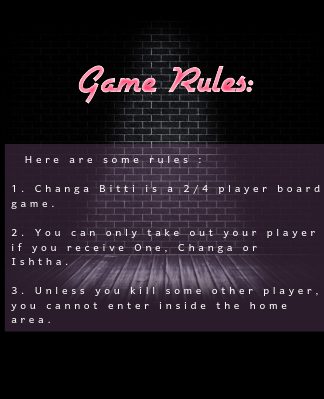 Game Rules:
Here are some rules :
1. Changa Bitti is a 2/4 player board
game.
2. You can only take out your player
if you receive One, Changa or
Ishtha.
3. Unless you kill some other player,
you cannot enter inside the home
area.